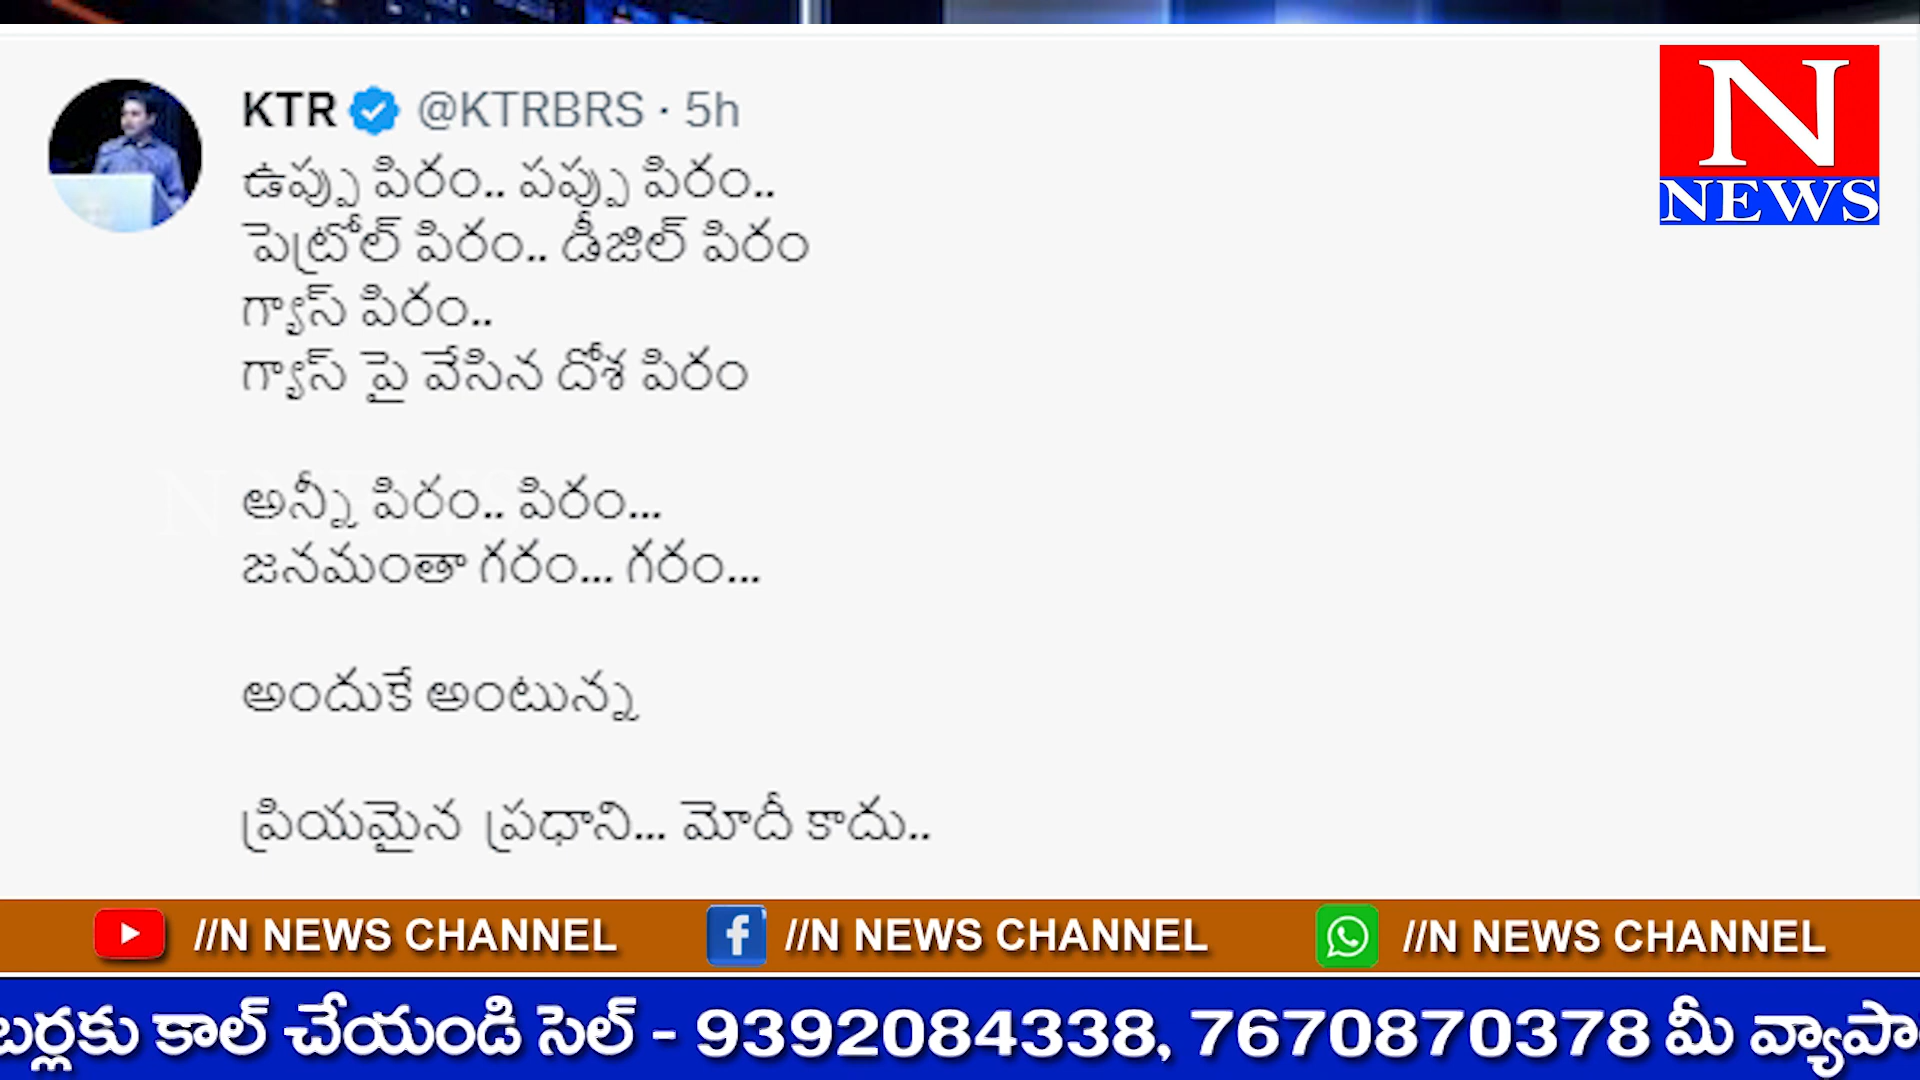 KTR @KTRBRS · 5h
ఉప్పు పిరం.. పప్పు పిరం..
పెట్రోల్ పిరం.. డీజిల్ పిరం
గ్యాస్ పిరం..
గ్యాస్ పై వేసిన దోశ పిరం
అన్నీ పిరం.. పిరం...
జనమంతా గరం... గరం...
అందుకే అంటున్న
ప్రియమైన ప్రధాని... మోదీ కాదు..
N
NEWS
//N NEWS CHANNEL //N NEWS CHANNEL //N NEWS CHANNEL
కాల్ చేయండి సెల్ - 9392084338, 7670870378 మీ